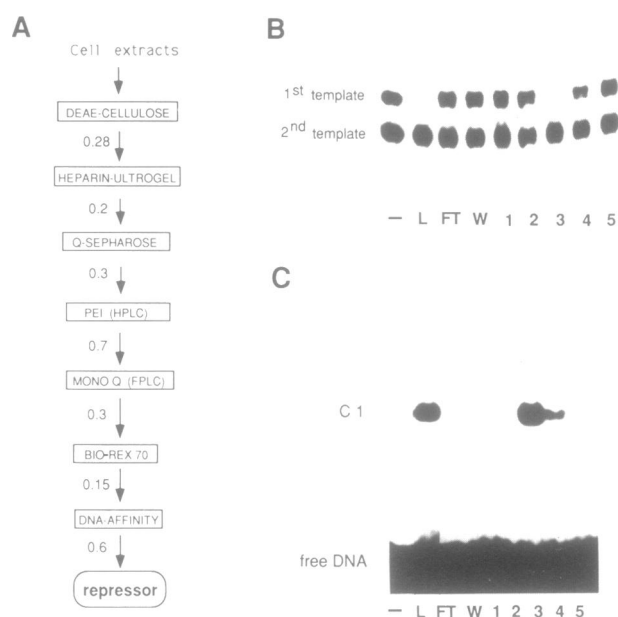 A
Cell extracts
DEAE-CELLULOSE
0.28
HEPARIN-ULTROGEL
0.2
Q-SEPHAROSE
0.3
PEI (HPLC)
0.7
MONO Q (FPLC)
0.3
BIO-REX 70
0.15
DNA-AFFINITY
0.6
repressor
B
1st template
2nd template
– L FT W 1 2 3 4 5
C
C 1
free DNA
– L FT W 1 2 3 4 5